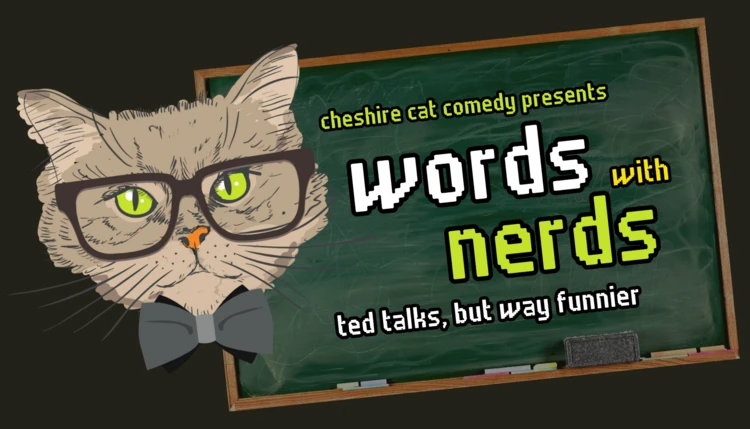 cheshire cat comedy presents
words with
nerds
ted talks, but way funnier